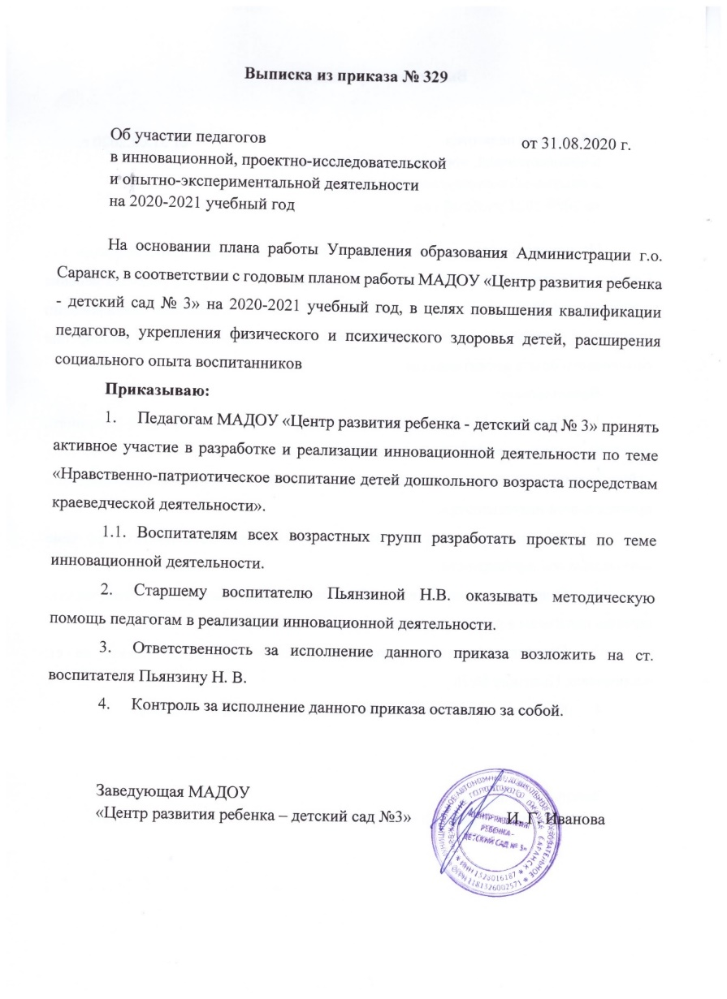 Выписка из приказа № 329
Об участии педагогов
от 31.08.2020 г.
в инновационной, проектно-исследовательской
и опытно-экспериментальной деятельности
на 2020-2021 учебный год
На основании плана работы Управления образования Администрации г.о.
Саранск, в соответствии с годовым планом работы МАДОУ «Центр развития ребенка
- детский сад № 3» на 2020-2021 учебный год, в целях повышения квалификации
педагогов, укрепления физического и психического здоровья детей, расширения
социального опыта воспитанников
Приказываю:
1. Педагогам МАДОУ «Центр развития ребенка - детский сад № 3» принять
активное участие в разработке и реализации инновационной деятельности по теме
«Нравственно-патриотическое воспитание детей дошкольного возраста посредствам
краеведческой деятельности».
1.1. Воспитателям всех возрастных групп разработать проекты по теме
инновационной деятельности.
2. Старшему воспитателю Пьянзиной Н.В. оказывать методическую
помощь педагогам в реализации инновационной деятельности.
3. Ответственность за исполнение данного приказа возложить на ст.
воспитателя Пьянзину Н. В.
4. Контроль за исполнение данного приказа оставляю за собой.
Заведующая МАДОУ
«Центр развития ребенка – детский сад №3» И. Г. Иванова
ЦЕНТР РАЗВИТИЯ
РЕБЕНКА -
ДЕТСКИЙ САД № 3»